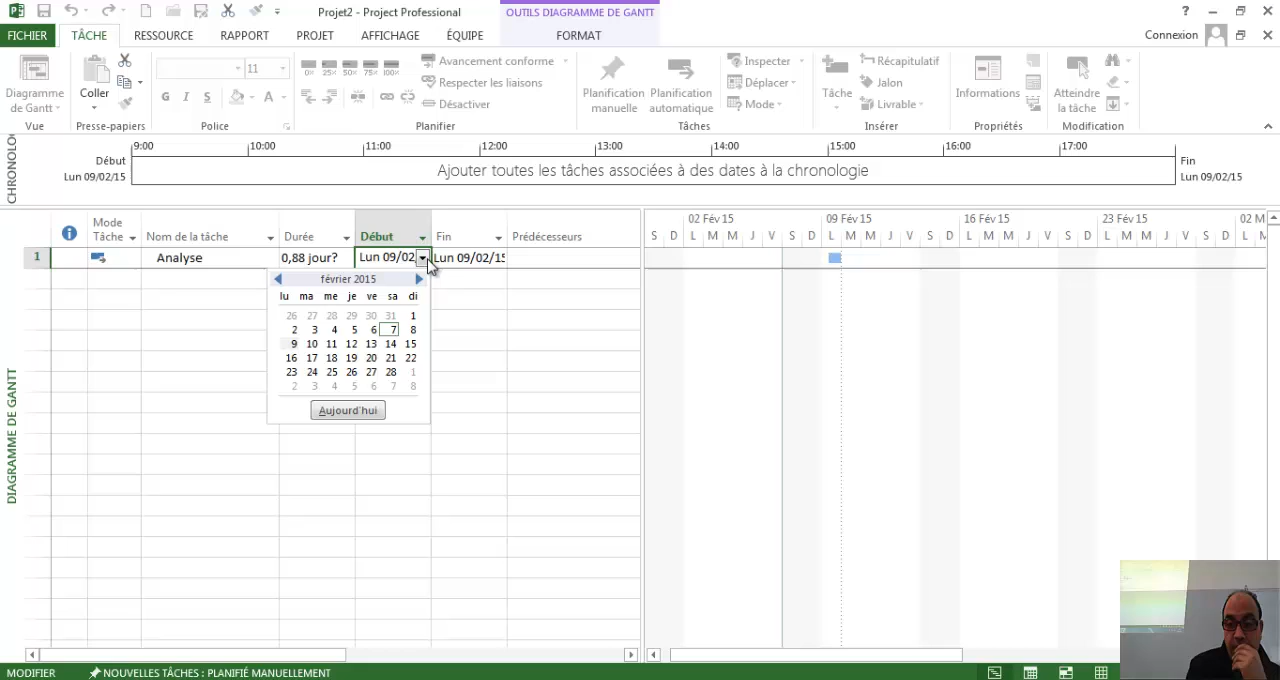 Projet2 - Project Professional
OUTILS DIAGRAMME DE GANTT
?
FICHIER TÂCHE RESSOURCE RAPPORT PROJET AFFICHAGE ÉQUIPE FORMAT
Connexion
Diagramme de Gantt
Vue
Coller
Presse-papiers
11
G I S A
Police
0% 25% 50% 75% 100%
Avancement conforme
Respecter les liaisons
Désactiver
Planifier
Planification manuelle
Planification automatique
Inspecter
Déplacer
Mode
Tâches
Tâche
Récapitulatif
Jalon
Livrable
Insérer
Informations
Propriétés
Atteindre la tâche
Modification
CHRONOLO
9:00 10:00 11:00 12:00 13:00 14:00 15:00 16:00 17:00
Début
Lun 09/02/15
Ajouter toutes les tâches associées à des dates à la chronologie
Fin
Lun 09/02/15
Mode Tâche Nom de la tâche Durée Début Fin Prédécesseurs
02 Fév 15 09 Fév 15 16 Fév 15 23 Fév 15 02 M
S D L M M J V S D L M M J V S D L M M J V S D L M M J V S D L M
1 Analyse 0,88 jour? Lun 09/02 Lun 09/02/15
février 2015
lu ma me je ve sa di
26 27 28 29 30 31 1
2 3 4 5 6 7 8
9 10 11 12 13 14 15
16 17 18 19 20 21 22
23 24 25 26 27 28 1
2 3 4 5 6 7 8
Aujourd'hui
DIAGRAMME DE GANTT
MODIFIER
NOUVELLES TÂCHES : PLANIFIÉ MANUELLEMENT